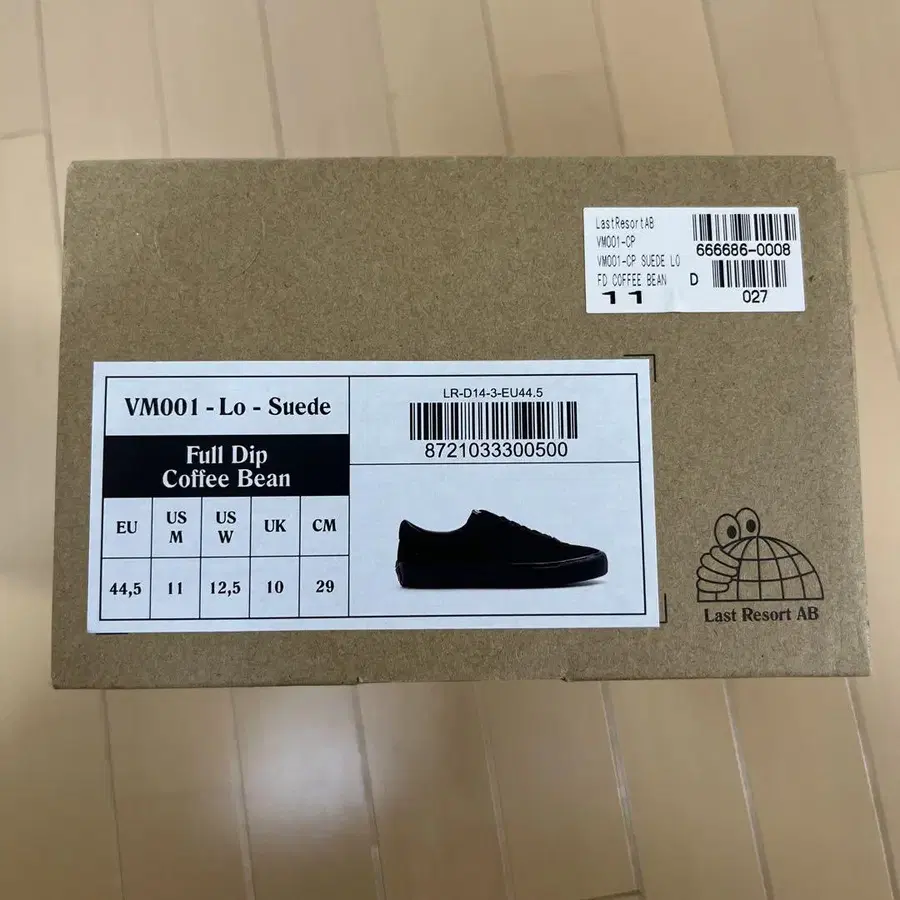 LastResortAB
VM001-CP
VM001-CP SUEDE LO
FD COFFEE BEAN
11
666686-0008
D
027
VM001 - Lo - Suede
Full Dip
Coffee Bean
EU
US
M
US
W
UK
CM
44,5
11
12,5
10
29
LR-D14-3-EU44.5
8721033300500
Last Resort AB